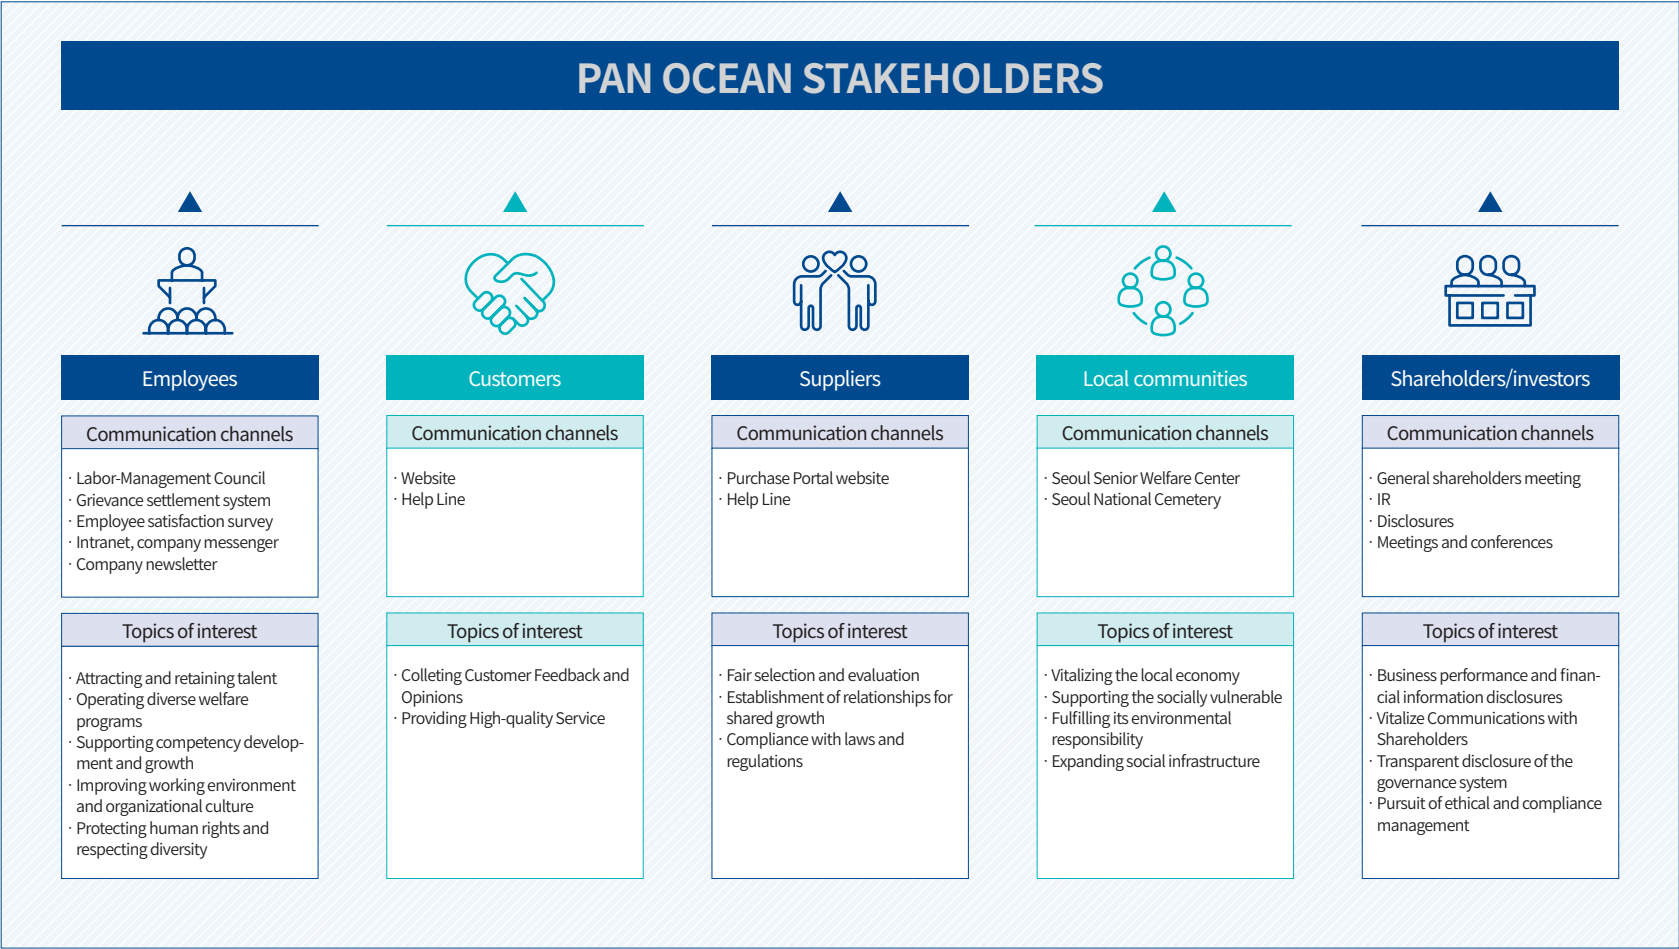 PAN OCEAN STAKEHOLDERS
Employees
Communication channels
· Labor-Management Council
· Grievance settlement system
· Employee satisfaction survey
· Intranet, company messenger
· Company newsletter
Topics of interest
· Attracting and retaining talent
· Operating diverse welfare
programs
· Supporting competency develop-
ment and growth
· Improving working environment
and organizational culture
· Protecting human rights and
respecting diversity
Customers
Communication channels
· Website
· Help Line
Topics of interest
· Colleting Customer Feedback and
Opinions
· Providing High-quality Service
Suppliers
Communication channels
· Purchase Portal website
· Help Line
Topics of interest
· Fair selection and evaluation
· Establishment of relationships for
shared growth
· Compliance with laws and
regulations
Local communities
Communication channels
· Seoul Senior Welfare Center
· Seoul National Cemetery
Topics of interest
· Vitalizing the local economy
· Supporting the socially vulnerable
· Fulfilling its environmental
responsibility
· Expanding social infrastructure
Shareholders/investors
Communication channels
· General shareholders meeting
· IR
· Disclosures
· Meetings and conferences
Topics of interest
· Business performance and finan-
cial information disclosures
· Vitalize Communications with
Shareholders
· Transparent disclosure of the
governance system
· Pursuit of ethical and compliance
management